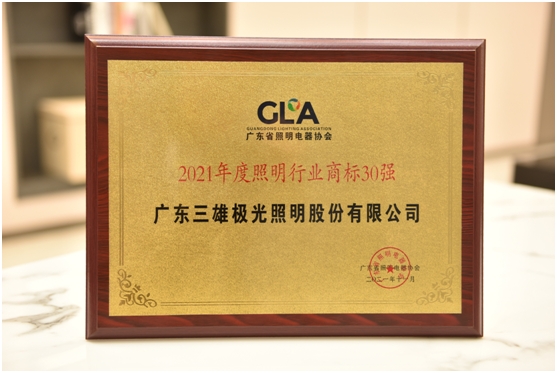 GLA
GUANGDONG LIGHTING ASSOCIATION
广东省照明电器协会
2021年度照明行业商标30强
广东三雄极光照明股份有限公司
广东省照明电器协会